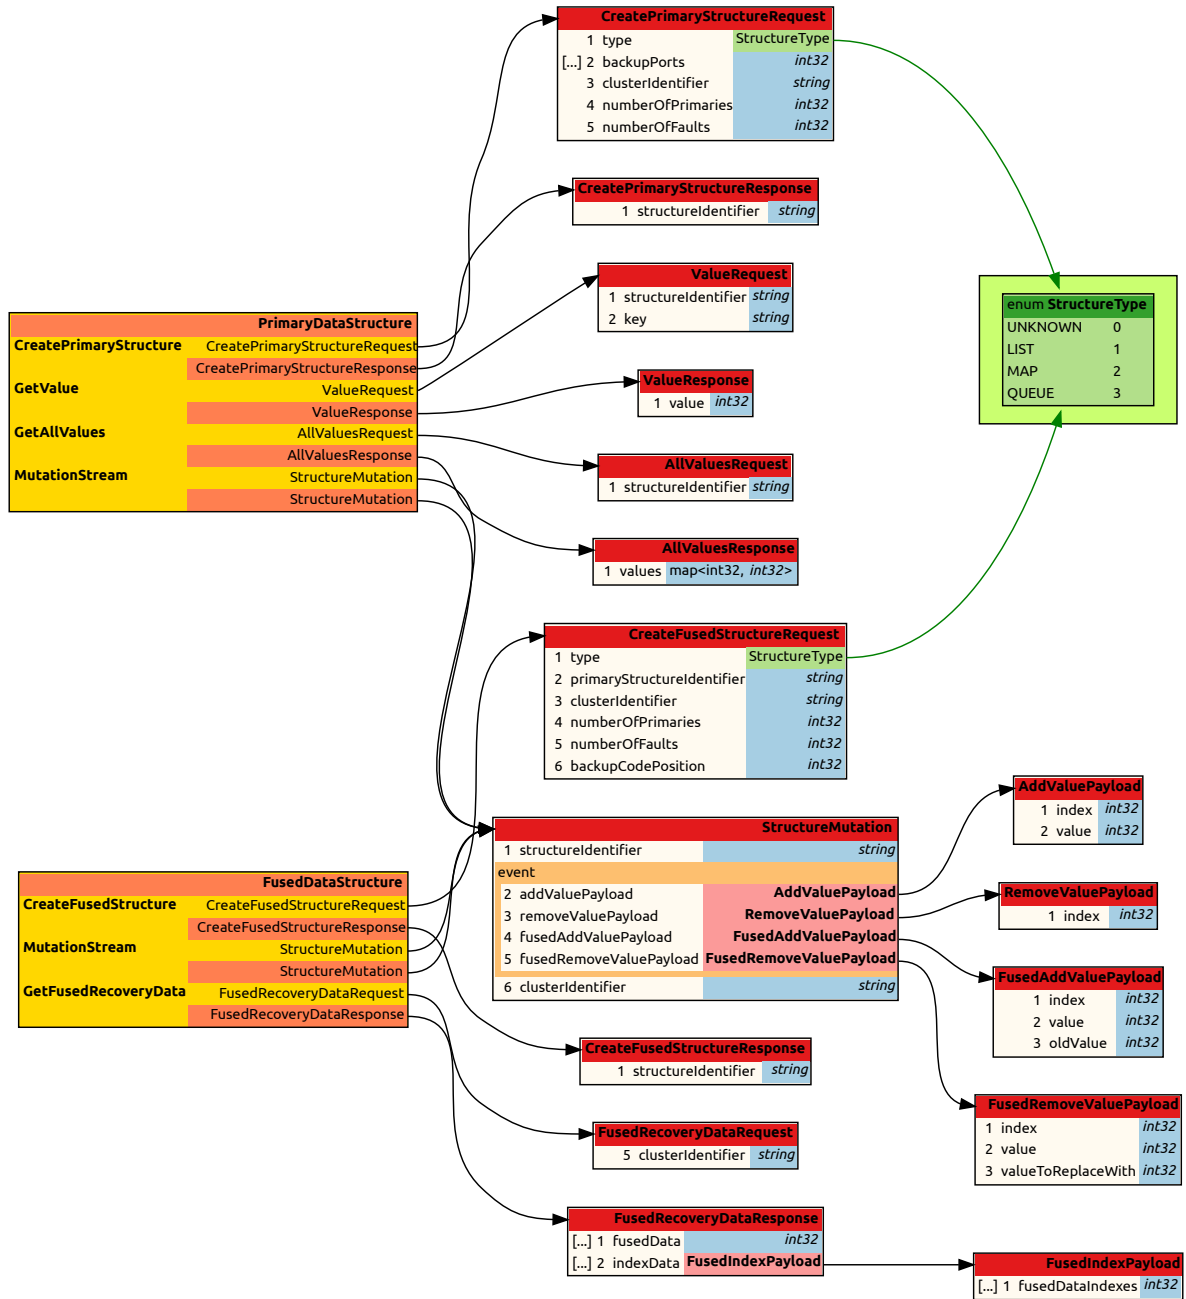 CreatePrimaryStructureRequest
1 type StructureType
[...] 2 backupPorts int32
3 clusterIdentifier string
4 numberOfPrimaries int32
5 numberOfFaults int32
CreatePrimaryStructureResponse
1 structureIdentifier string
ValueRequest
1 structureIdentifier string
2 key string
enum StructureType
UNKNOWN 0
LIST 1
MAP 2
QUEUE 3
PrimaryDataStructure
CreatePrimaryStructure CreatePrimaryStructureRequest
CreatePrimaryStructureResponse
GetValue ValueRequest
ValueResponse
GetAllValues AllValuesRequest
AllValuesResponse
MutationStream StructureMutation
StructureMutation
ValueResponse
1 value int32
AllValuesRequest
1 structureIdentifier string
AllValuesResponse
1 values map<int32, int32>
CreateFusedStructureRequest
1 type StructureType
2 primaryStructureIdentifier string
3 clusterIdentifier string
4 numberOfPrimaries int32
5 numberOfFaults int32
6 backupCodePosition int32
StructureMutation
1 structureIdentifier string
event
2 addValuePayload AddValuePayload
3 removeValuePayload RemoveValuePayload
4 fusedAddValuePayload FusedAddValuePayload
5 fusedRemoveValuePayload FusedRemoveValuePayload
6 clusterIdentifier string
AddValuePayload
1 index int32
2 value int32
RemoveValuePayload
1 index int32
FusedAddValuePayload
1 index int32
2 value int32
3 oldValue int32
FusedRemoveValuePayload
1 index int32
2 value int32
3 valueToReplaceWith int32
FusedDataStructure
CreateFusedStructure CreateFusedStructureRequest
CreateFusedStructureResponse
MutationStream StructureMutation
StructureMutation
GetFusedRecoveryData FusedRecoveryDataRequest
FusedRecoveryDataResponse
CreateFusedStructureResponse
1 structureIdentifier string
FusedRecoveryDataRequest
5 clusterIdentifier string
FusedRecoveryDataResponse
[...] 1 fusedData int32
[...] 2 indexData FusedIndexPayload
FusedIndexPayload
[...] 1 fusedDataIndexes int32